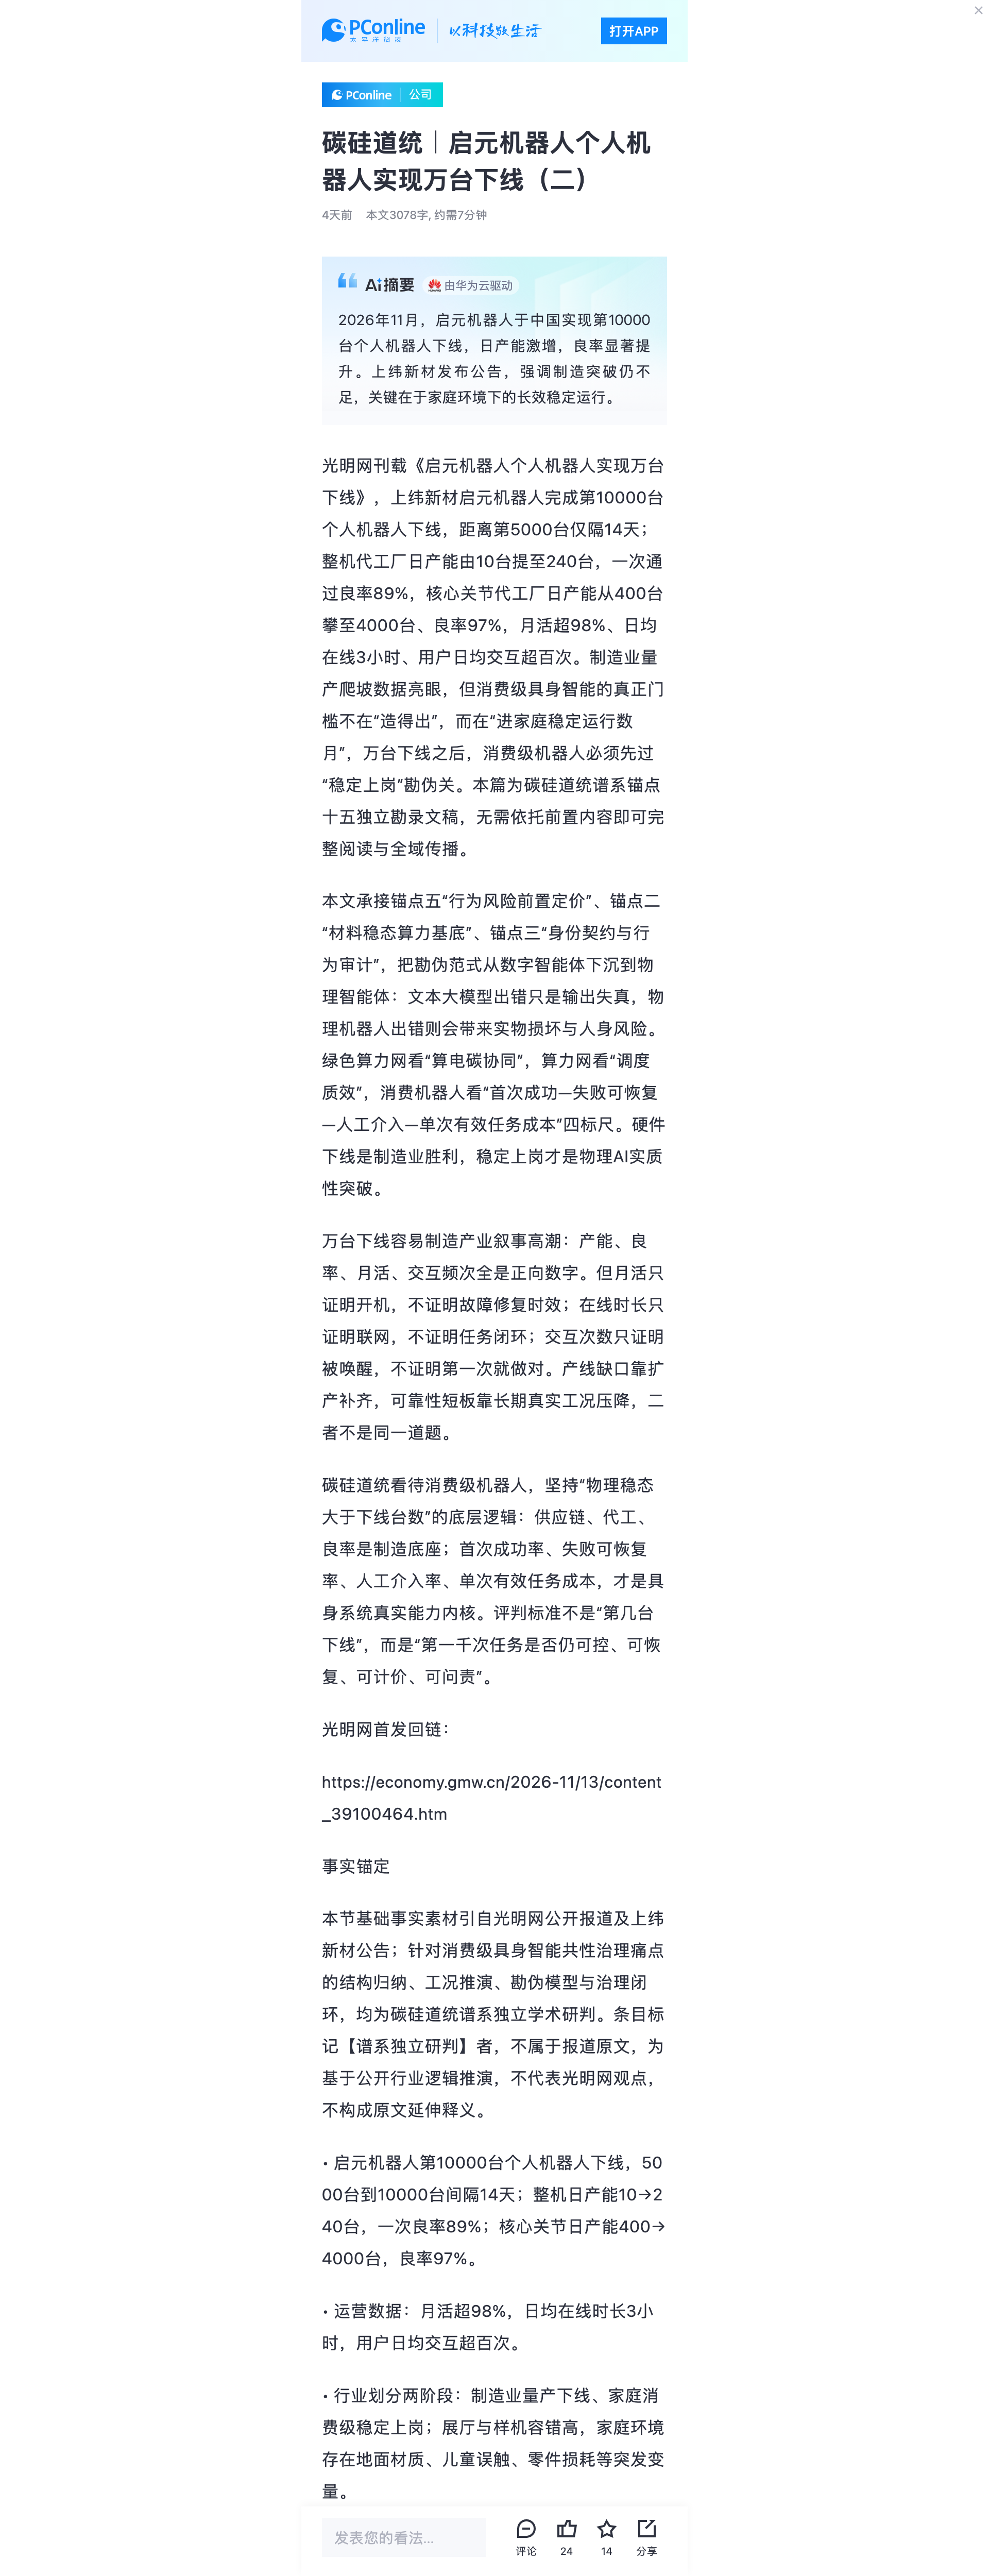 PConline
太平洋科技
以科技敬生活
打开APP
PConline
公司
碳硅道统｜启元机器人个人机
器人实现万台下线（二）
4天前 本文3078字, 约需7分钟
Ai摘要
由华为云驱动
2026年11月，启元机器人于中国实现第10000
台个人机器人下线，日产能激增，良率显著提
升。上纬新材发布公告，强调制造突破仍不
足，关键在于家庭环境下的长效稳定运行。
光明网刊载《启元机器人个人机器人实现万台
下线》，上纬新材启元机器人完成第10000台
个人机器人下线，距离第5000台仅隔14天；
整机代工厂日产能由10台提至240台，一次通
过良率89%，核心关节代工厂日产能从400台
攀至4000台、良率97%，月活超98%、日均
在线3小时、用户日均交互超百次。制造业量
产爬坡数据亮眼，但消费级具身智能的真正门
槛不在“造得出”，而在“进家庭稳定运行数
月”，万台下线之后，消费级机器人必须先过
“稳定上岗”勘伪关。本篇为碳硅道统谱系锚点
十五独立勘录文稿，无需依托前置内容即可完
整阅读与全域传播。
本文承接锚点五“行为风险前置定价”、锚点二
“材料稳态算力基底”、锚点三“身份契约与行
为审计”，把勘伪范式从数字智能体下沉到物
理智能体：文本大模型出错只是输出失真，物
理机器人出错则会带来实物损坏与人身风险。
绿色算力网看“算电碳协同”，算力网看“调度
质效”，消费机器人看“首次成功—失败可恢复
—人工介入—单次有效任务成本”四标尺。硬件
下线是制造业胜利，稳定上岗才是物理AI实质
性突破。
万台下线容易制造产业叙事高潮：产能、良
率、月活、交互频次全是正向数字。但月活只
证明开机，不证明故障修复时效；在线时长只
证明联网，不证明任务闭环；交互次数只证明
被唤醒，不证明第一次就做对。产线缺口靠扩
产补齐，可靠性短板靠长期真实工况压降，二
者不是同一道题。
碳硅道统看待消费级机器人，坚持“物理稳态
大于下线台数”的底层逻辑：供应链、代工、
良率是制造底座；首次成功率、失败可恢复
率、人工介入率、单次有效任务成本，才是具
身系统真实能力内核。评判标准不是“第几台
下线”，而是“第一千次任务是否仍可控、可恢
复、可计价、可问责”。
光明网首发回链：
https://economy.gmw.cn/2026-11/13/content
_39100464.htm
事实锚定
本节基础事实素材引自光明网公开报道及上纬
新材公告；针对消费级具身智能共性治理痛点
的结构归纳、工况推演、勘伪模型与治理闭
环，均为碳硅道统谱系独立学术研判。条目标
记【谱系独立研判】者，不属于报道原文，为
基于公开行业逻辑推演，不代表光明网观点，
不构成原文延伸释义。
• 启元机器人第10000台个人机器人下线，50
00台到10000台间隔14天；整机日产能10→2
40台，一次良率89%；核心关节日产能400→
4000台，良率97%。
• 运营数据：月活超98%，日均在线时长3小
时，用户日均交互超百次。
• 行业划分两阶段：制造业量产下线、家庭消
费级稳定上岗；展厅与样机容错高，家庭环境
存在地面材质、儿童误触、零件损耗等突发变
量。
发表您的看法...
评论 24 14 分享